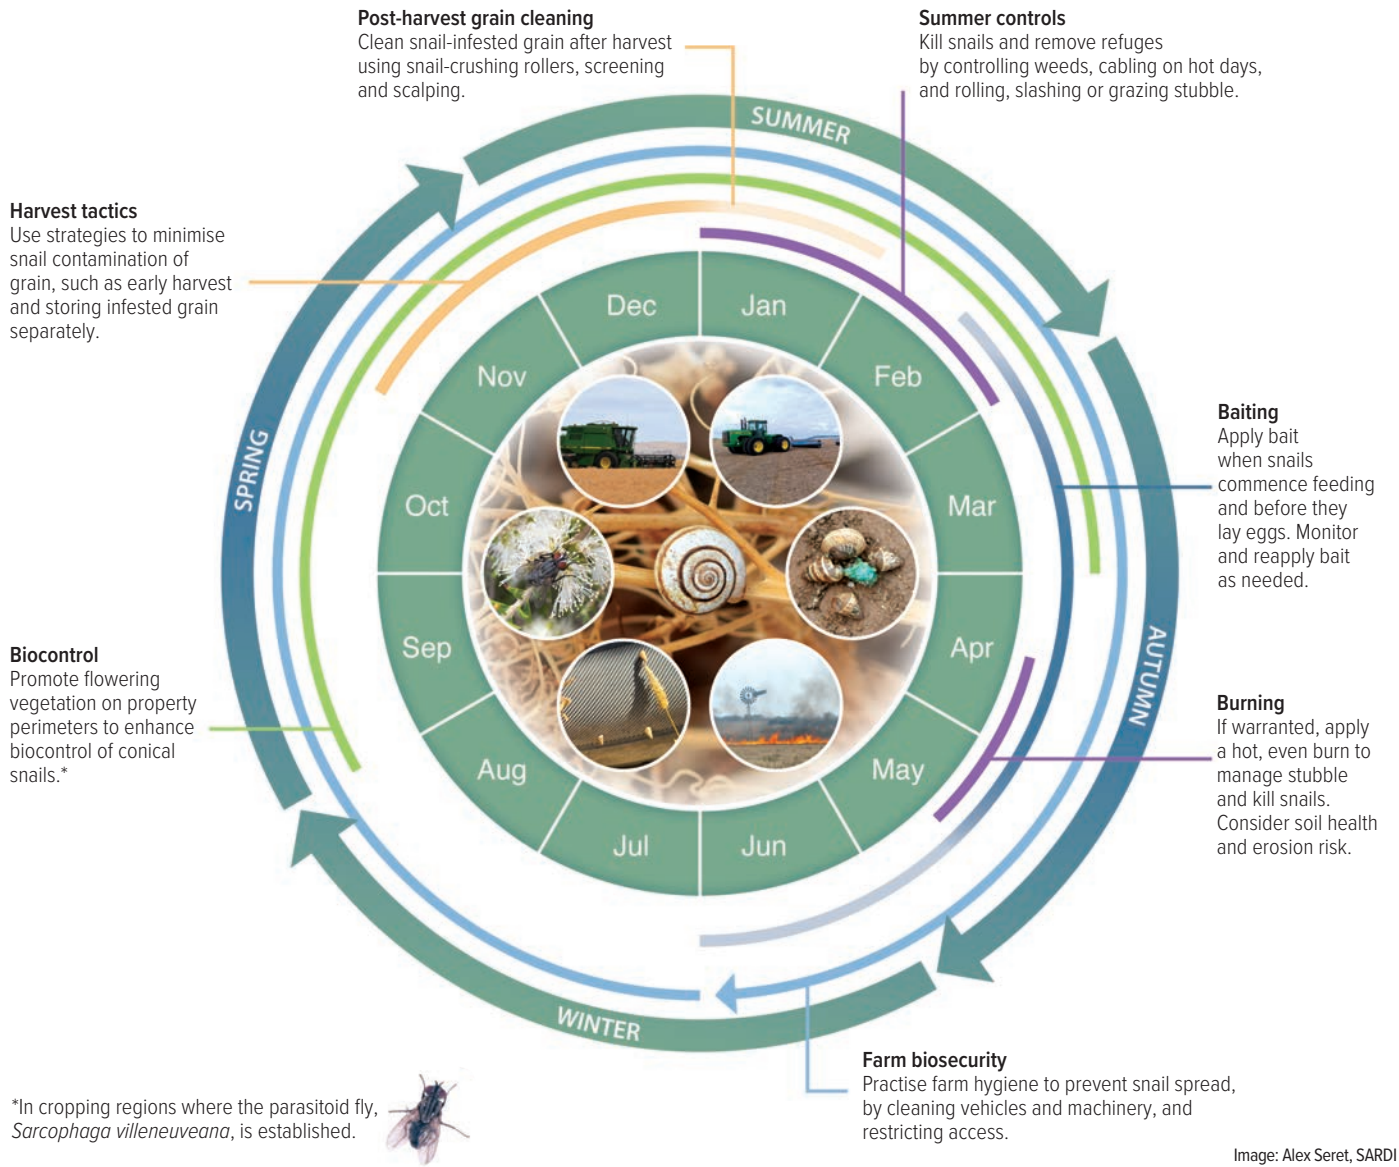 Post-harvest grain cleaning
Clean snail-infested grain after harvest
using snail-crushing rollers, screening
and scalping.
Summer controls
Kill snails and remove refuges
by controlling weeds, cabling on hot days,
and rolling, slashing or grazing stubble.
SUMMER
Harvest tactics
Use strategies to minimise
snail contamination of
grain, such as early harvest
and storing infested grain
separately.
Dec
Jan
Nov
Feb
Baiting
Apply bait
when snails
commence feeding
and before they
lay eggs. Monitor
and reapply bait
as needed.
SPRING
Oct
Mar
Sep
Apr
AUTUMN
Biocontrol
Promote flowering
vegetation on property
perimeters to enhance
biocontrol of conical
snails.*
Burning
If warranted, apply
a hot, even burn to
manage stubble
and kill snails.
Consider soil health
and erosion risk.
Aug
May
Jul
Jun
WINTER
Farm biosecurity
Practise farm hygiene to prevent snail spread,
by cleaning vehicles and machinery, and
restricting access.
*In cropping regions where the parasitoid fly,
Sarcophaga villeneuveana, is established.
Image: Alex Seret, SARDI